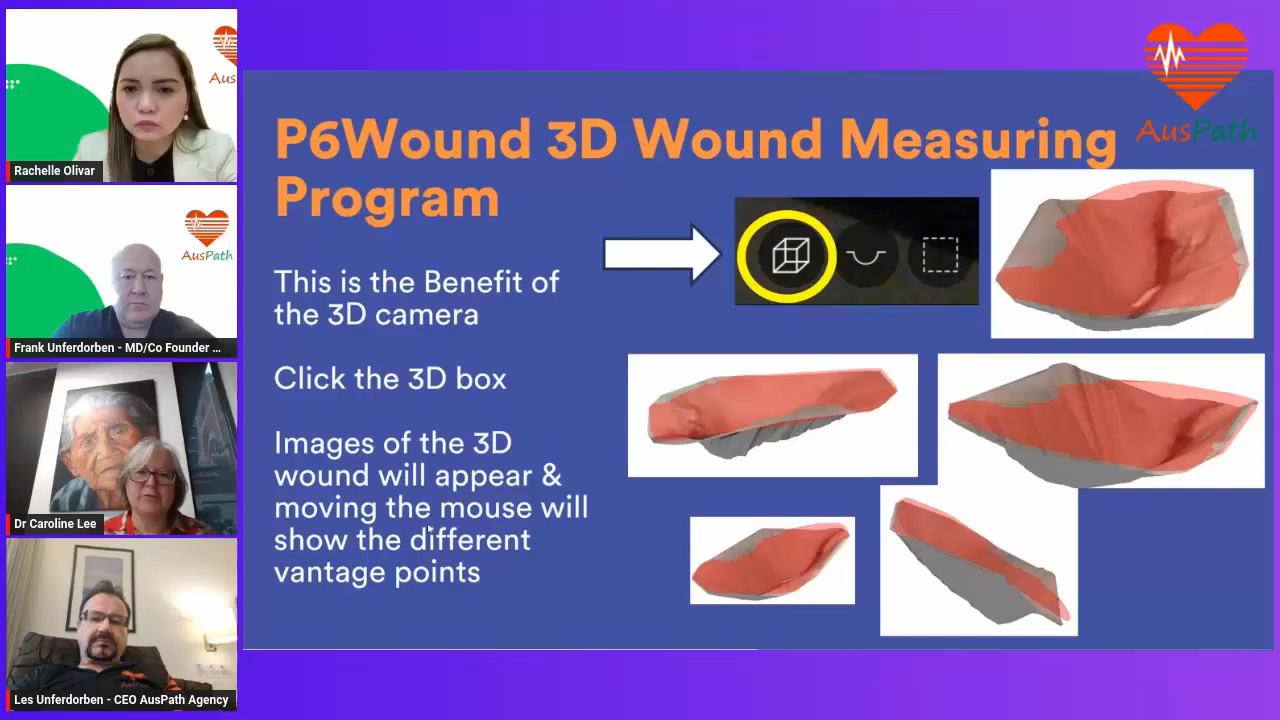 Aus
Rachelle Olivar
AusPath
Frank Unferdorben - MD/Co Founder ...
Dr Caroline Lee
Les Unferdorben - CEO AusPath Agency
P6Wound 3D Wound Measuring
Program
This is the Benefit of
the 3D camera
Click the 3D box
Images of the 3D
wound will appear &
moving the mouse will
show the different
vantage points
AusPath